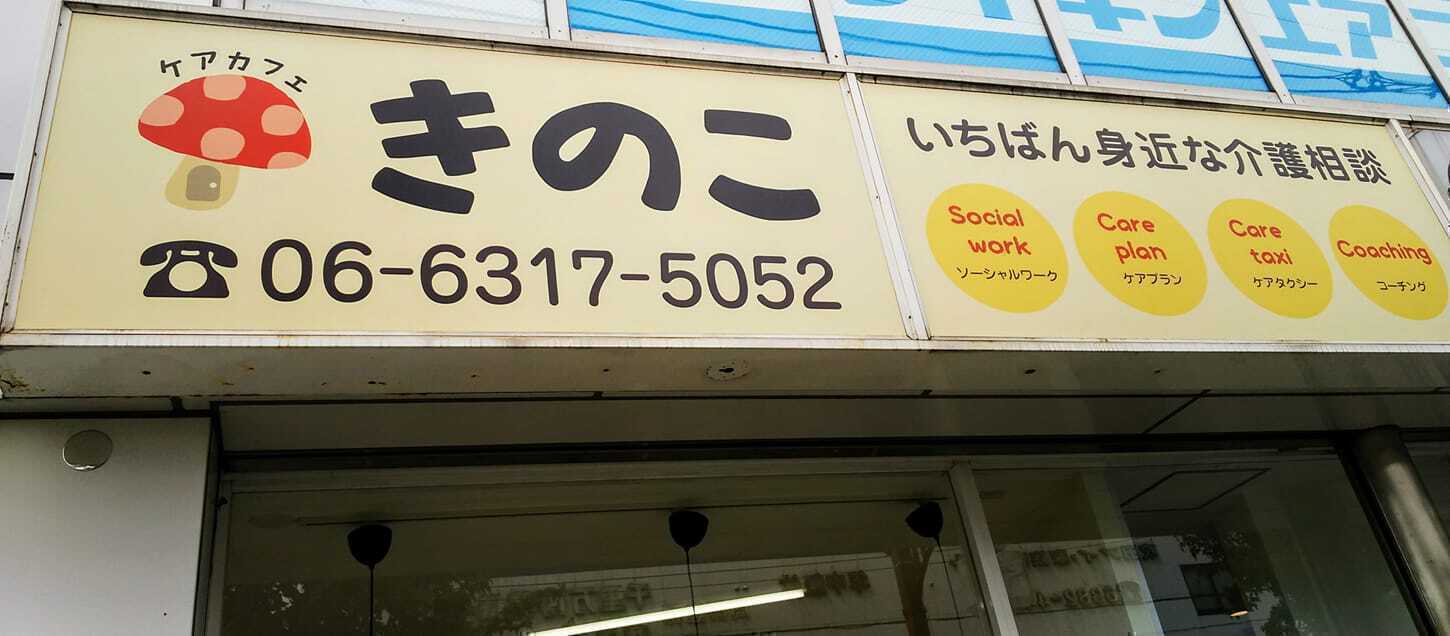 ケアカフェ
きのこ
06-6317-5052
いちばん身近な介護相談
Social
work
ソーシャルワーク
Care
plan
ケアプラン
Care
taxi
ケアタクシー
Coaching
コーチング